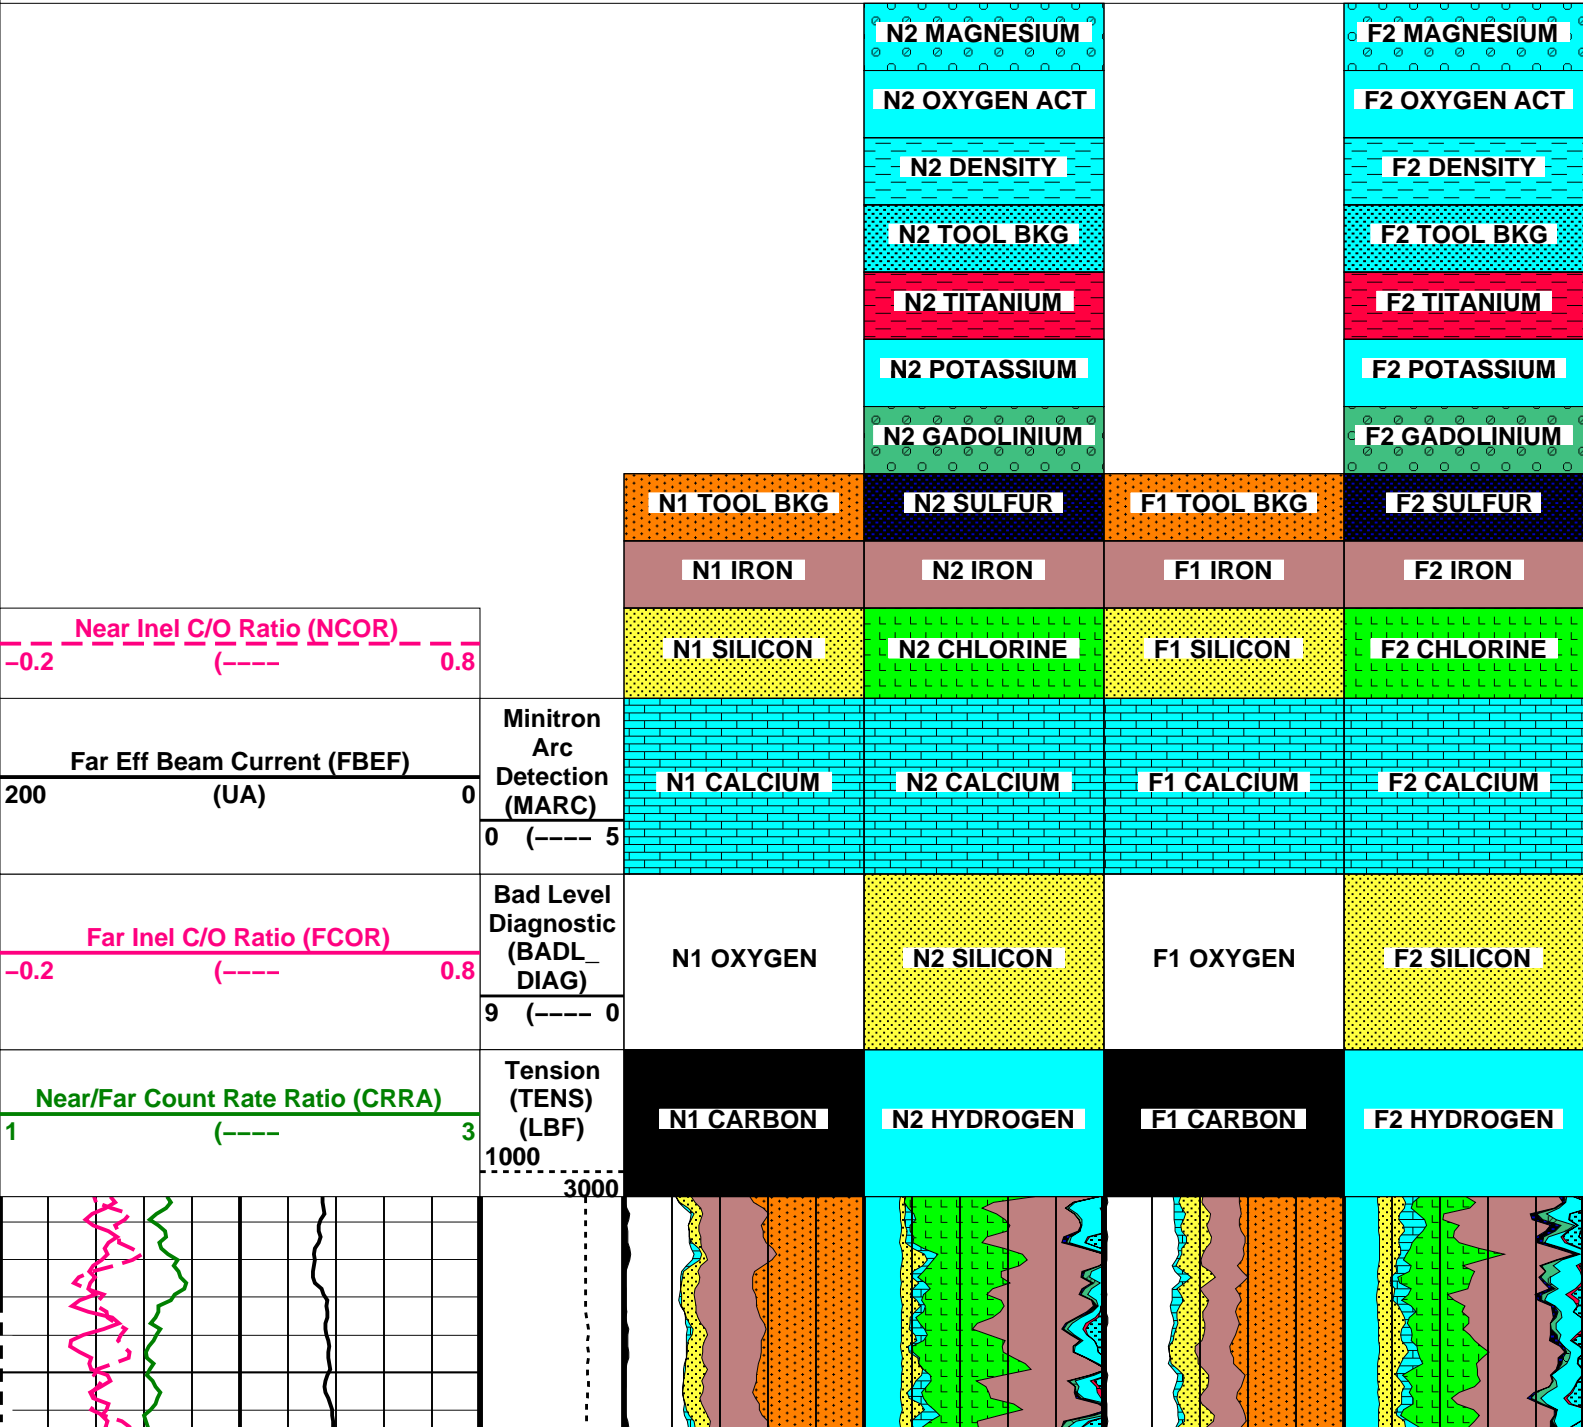 N2 MAGNESIUM F2 MAGNESIUM
N2 OXYGEN ACT F2 OXYGEN ACT
N2 DENSITY F2 DENSITY
N2 TOOL BKG F2 TOOL BKG
N2 TITANIUM F2 TITANIUM
N2 POTASSIUM F2 POTASSIUM
N2 GADOLINIUM F2 GADOLINIUM
N1 TOOL BKG N2 SULFUR F1 TOOL BKG F2 SULFUR
N1 IRON N2 IRON F1 IRON F2 IRON
Near Inel C/O Ratio (NCOR)
−0.2 (−−−− 0.8
N1 SILICON N2 CHLORINE F1 SILICON F2 CHLORINE
Far Eff Beam Current (FBEF)
200 (UA) 0
Minitron
Arc
Detection
(MARC)
0 (−−−− 5
N1 CALCIUM N2 CALCIUM F1 CALCIUM F2 CALCIUM
Far Inel C/O Ratio (FCOR)
−0.2 (−−−− 0.8
Bad Level
Diagnostic
(BADL_
DIAG)
9 (−−−− 0
N1 OXYGEN N2 SILICON F1 OXYGEN F2 SILICON
Near/Far Count Rate Ratio (CRRA)
1 (−−−− 3
Tension
(TENS)
(LBF)
1000
3000
N1 CARBON N2 HYDROGEN F1 CARBON F2 HYDROGEN